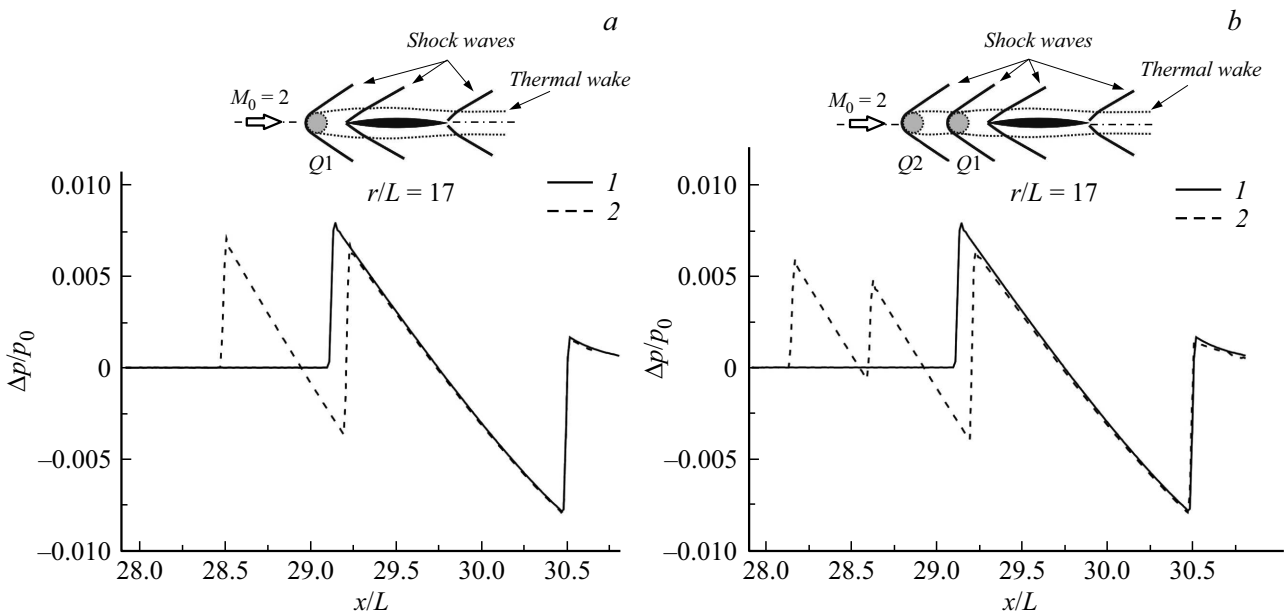 a
Shock waves
Thermal wake
M0 = 2
Q1
r/L = 17
1
2
0.010
0.005
0
–0.005
–0.010
Δp/p0
28.0 28.5 29.0 29.5 30.0 30.5
x/L
b
Shock waves
Thermal wake
M0 = 2
Q2 Q1
r/L = 17
1
2
0.010
0.005
0
–0.005
–0.010
Δp/p0
28.0 28.5 29.0 29.5 30.0 30.5
x/L